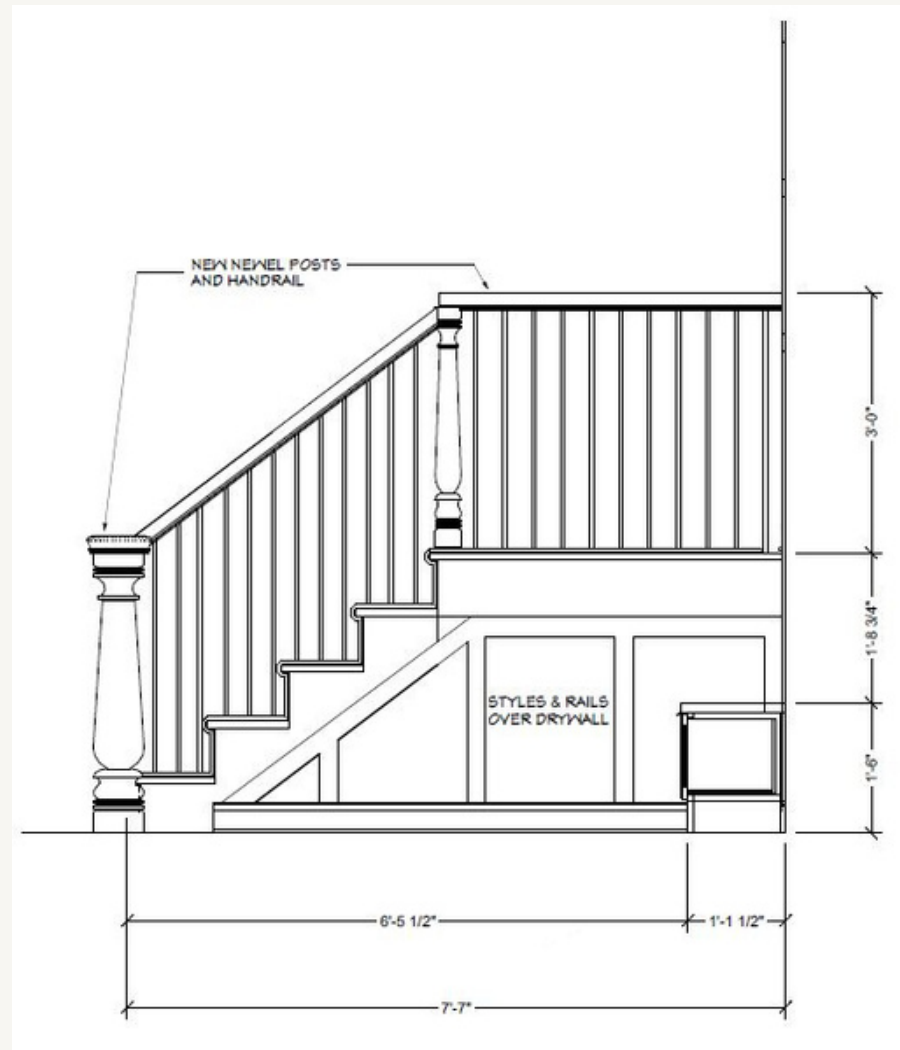 NEW NEWEL POSTS
AND HANDRAIL
3'-0"
1'-8 3/4"
STYLES & RAILS
OVER DRYWALL
1'-6"
6'-5 1/2"
1'-1 1/2"
7'-7"